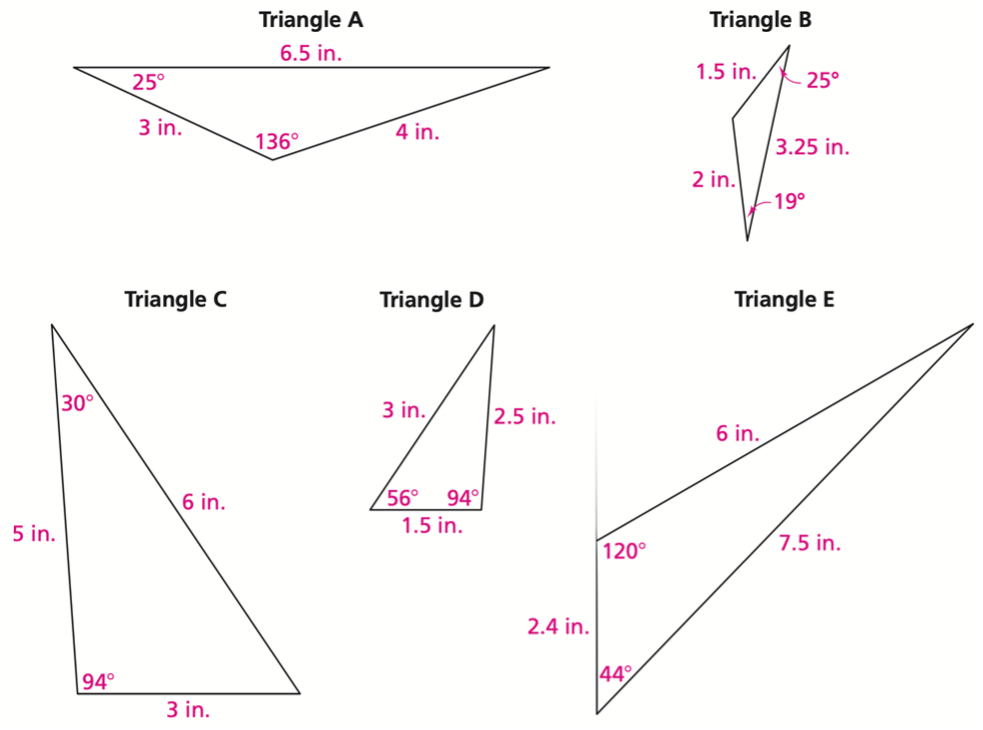 Triangle A
6.5 in.
25°
3 in.
136°
4 in.
Triangle B
1.5 in.
25°
3.25 in.
2 in.
19°
Triangle C
30°
6 in.
5 in.
94°
3 in.
Triangle D
3 in.
2.5 in.
56°
94°
1.5 in.
Triangle E
6 in.
120°
7.5 in.
2.4 in.
44°